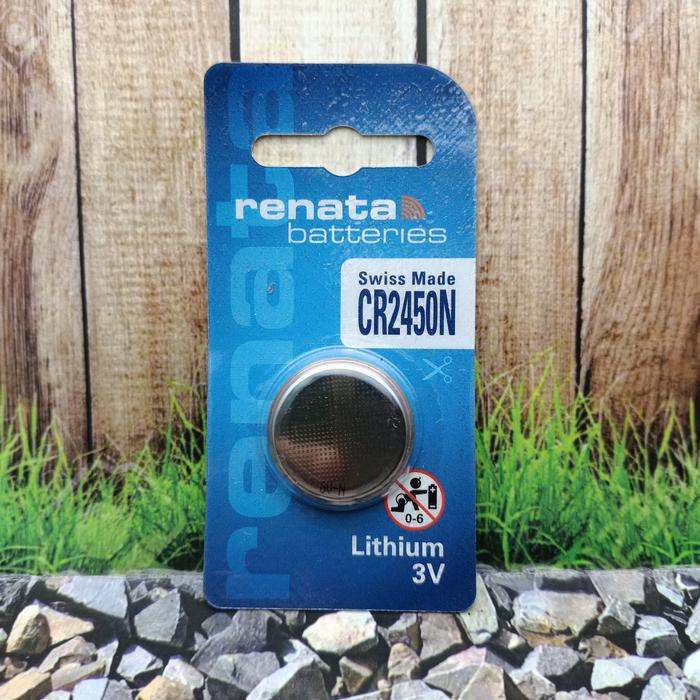 renata
renata
batteries
Swiss Made
CR2450N
0-6
Lithium
3V